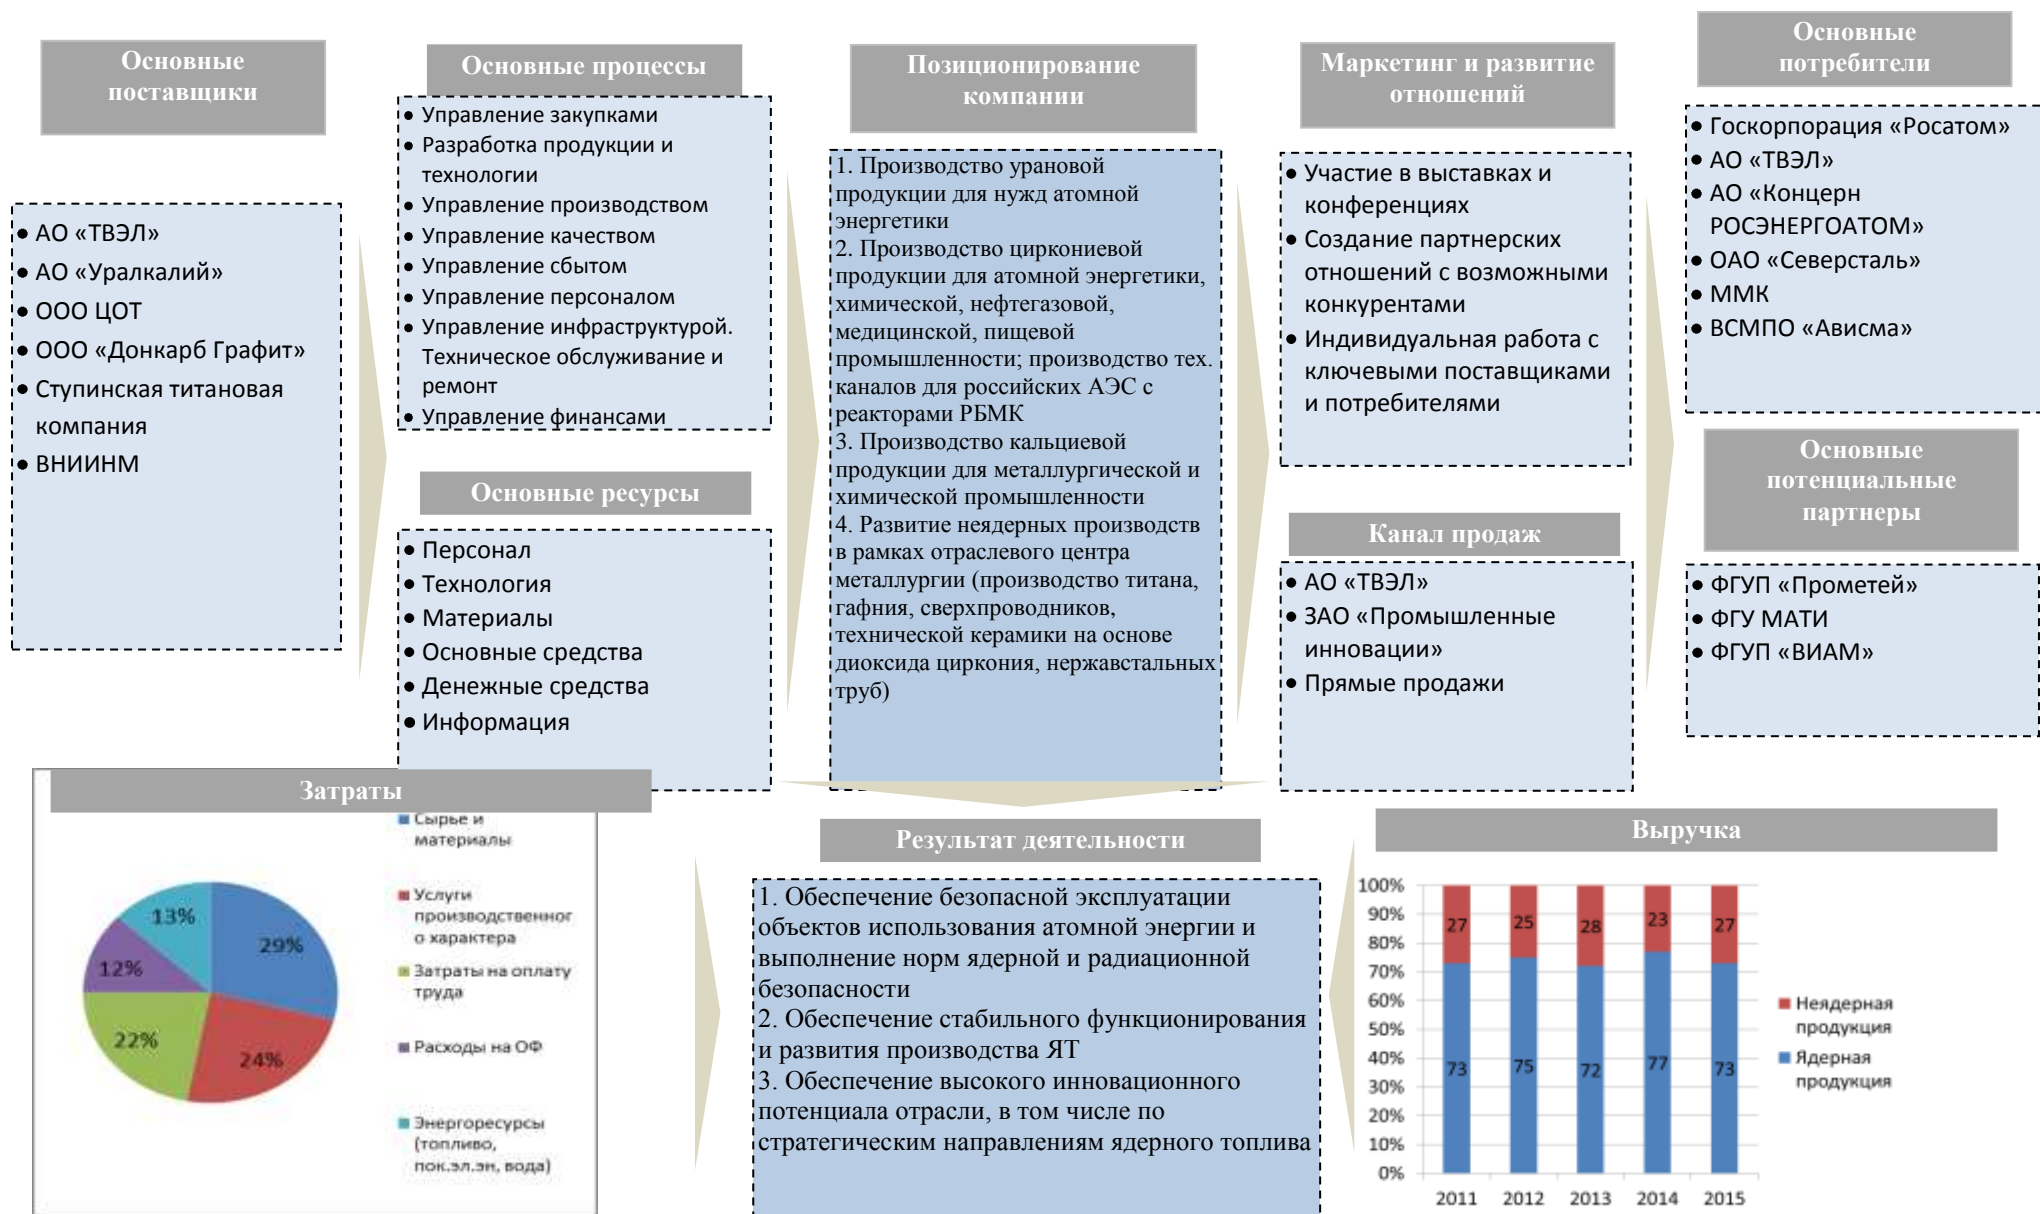 Основные
поставщики
• АО «ТВЭЛ»
• АО «Уралкалий»
• ООО ЦОТ
• ООО «Донкарб Графит»
• Ступинская титановая
компания
• ВНИИНМ
Основные процессы
• Управление закупками
• Разработка продукции и
технологии
• Управление производством
• Управление качеством
• Управление сбытом
• Управление персоналом
• Управление инфраструктурой.
Техническое обслуживание и
ремонт
• Управление финансами
Основные ресурсы
• Персонал
• Технология
• Материалы
• Основные средства
• Денежные средства
• Информация
Позиционирование
компании
1. Производство урановой
продукции для нужд атомной
энергетики
2. Производство циркониевой
продукции для атомной энергетики,
химической, нефтегазовой,
медицинской, пищевой
промышленности; производство тех.
каналов для российских АЭС с
реакторами РБМК
3. Производство кальциевой
продукции для металлургической и
химической промышленности
4. Развитие неядерных производств
в рамках отраслевого центра
металлургии (производство титана,
гафния, сверхпроводников,
технической керамики на основе
диоксида циркония, нержавстальных
труб)
Маркетинг и развитие
отношений
• Участие в выставках и
конференциях
• Создание партнерских
отношений с возможными
конкурентами
• Индивидуальная работа с
ключевыми поставщиками
и потребителями
Канал продаж
• АО «ТВЭЛ»
• ЗАО «Промышленные
инновации»
• Прямые продажи
Основные
потребители
• Госкорпорация «Росатом»
• АО «ТВЭЛ»
• АО «Концерн
РОСЭНЕРГОАТОМ»
• ОАО «Северсталь»
• ММК
• ВСМПО «Ависма»
Основные
потенциальные
партнеры
• ФГУП «Прометей»
• ФГУ МАТИ
• ФГУП «ВИАМ»
Затраты
13%
29%
12%
22%
24%
Сырье и
материалы
Услуги
производственног
о характера
Затраты на оплату
труда
Расходы на ОФ
Энергоресурсы
(топливо,
пок.эл.эн, вода)
Результат деятельности
1. Обеспечение безопасной эксплуатации
объектов использования атомной энергии и
выполнение норм ядерной и радиационной
безопасности
2. Обеспечение стабильного функционирования
и развития производства ЯТ
3. Обеспечение высокого инновационного
потенциала отрасли, в том числе по
стратегическим направлениям ядерного топлива
Выручка
100%
90%
80%
70%
60%
50%
40%
30%
20%
10%
0%
27 25 28 23 27
73 75 72 77 73
2011 2012 2013 2014 2015
Неядерная
продукция
Ядерная
продукция